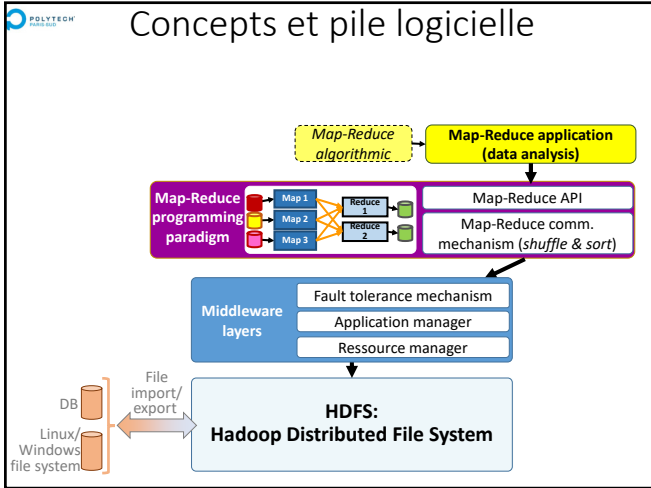 POLYTECH
PARIS-SUD
Concepts et pile logicielle
Map-Reduce
algorithmic
Map-Reduce application
(data analysis)
Map-Reduce
programming
paradigm
Map 1
Map 2
Map 3
Reduce
1
Reduce
2
Map-Reduce API
Map-Reduce comm.
mechanism (shuffle & sort)
Middleware
layers
Fault tolerance mechanism
Application manager
Ressource manager
DB
Linux/
Windows
file system
File
import/
export
HDFS:
Hadoop Distributed File System